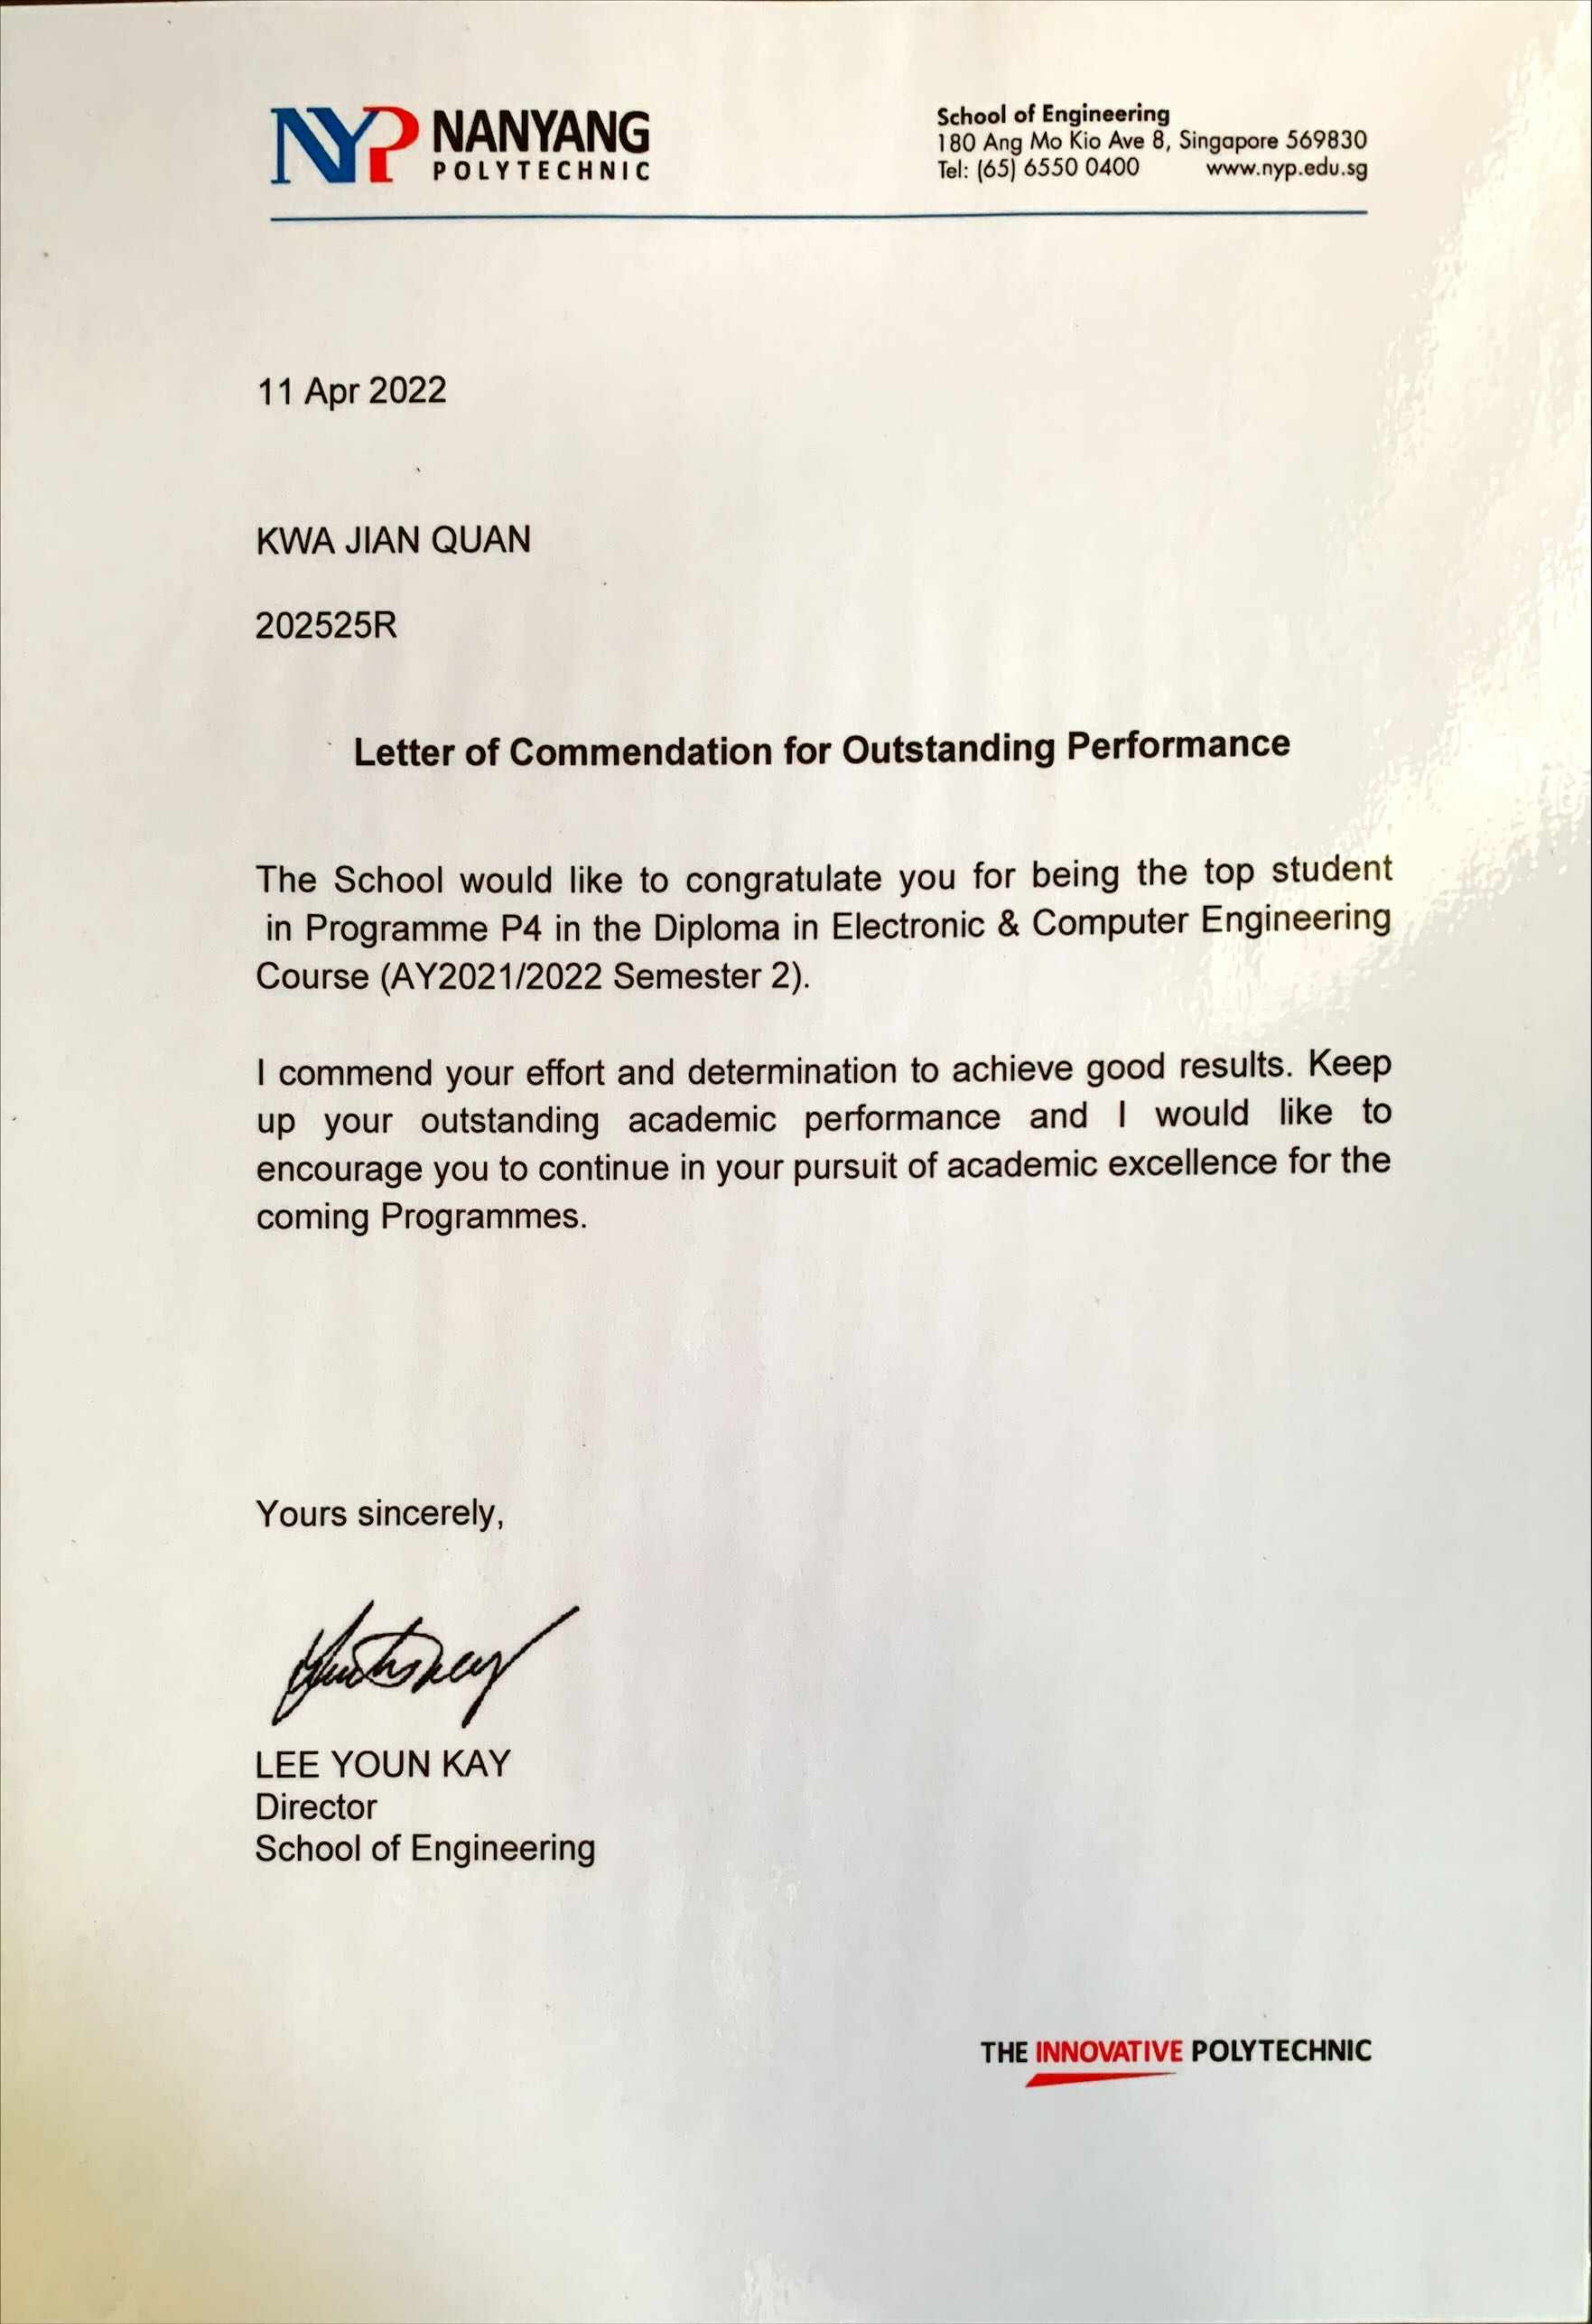 NYP NANYANG
POLYTECHNIC
School of Engineering
180 Ang Mo Kio Ave 8, Singapore 569830
Tel: (65) 6550 0400 www.nyp.edu.sg
11 Apr 2022
KWA JIAN QUAN
202525R
Letter of Commendation for Outstanding Performance
The School would like to congratulate you for being the top student
in Programme P4 in the Diploma in Electronic & Computer Engineering
Course (AY2021/2022 Semester 2).
I commend your effort and determination to achieve good results. Keep
up your outstanding academic performance and I would like to
encourage you to continue in your pursuit of academic excellence for the
coming Programmes.
Yours sincerely,
LEE YOUN KAY
Director
School of Engineering
THE INNOVATIVE POLYTECHNIC